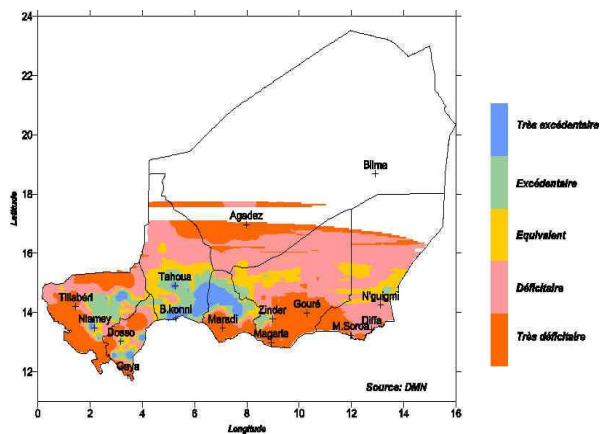 24
22
20
18
16
14
12
Latitude
0 2 4 6 8 10 12 14 16
Longitude
Bilma
Agadez
Tahoua
Tillabéri
B.konni
Niamey
Dosso
Gaya
Maradi
Zinder
Magaria
Gouré
N'guigmi
Diffa
M.Soroa
Source: DMN
Très excédentaire
Excédentaire
Equivalent
Déficitaire
Très déficitaire